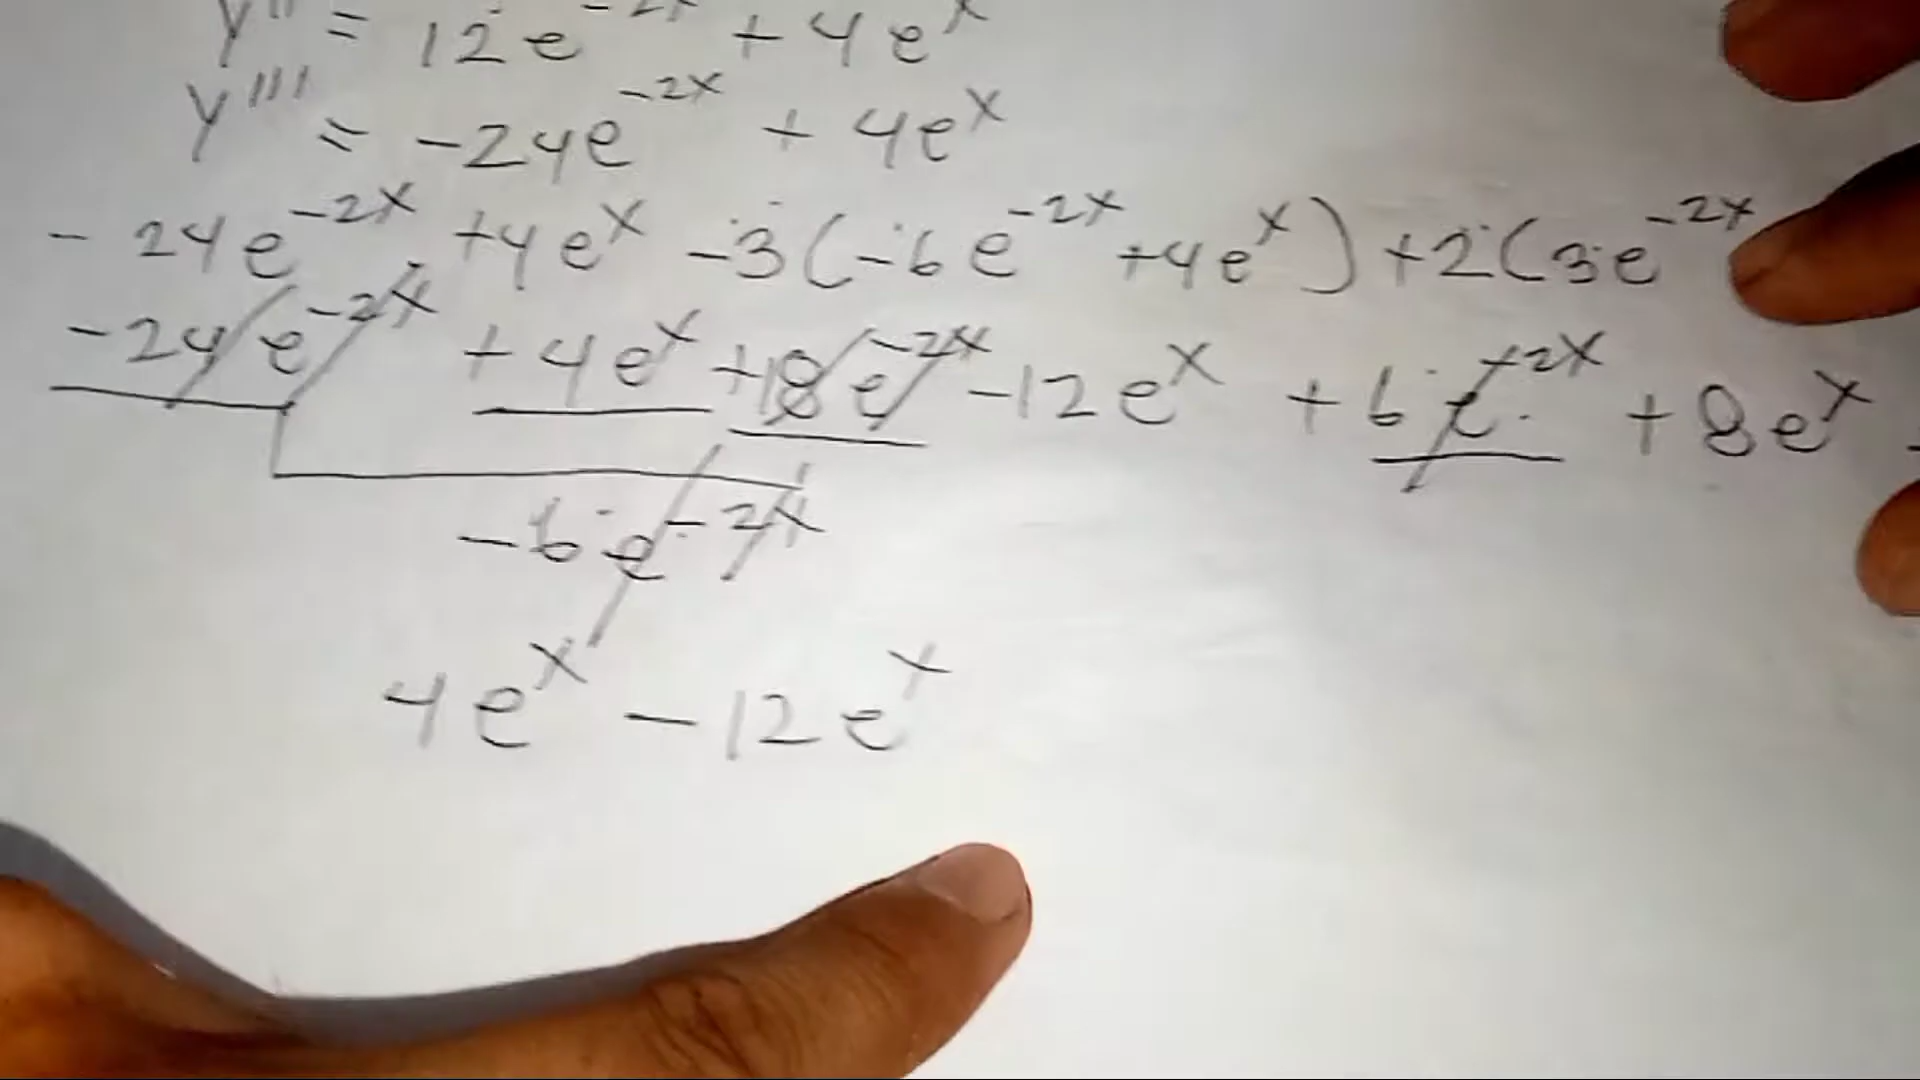 y'' = 12e^-2x + 4e^x
y''' = -24e^-2x + 4e^x
-24e^-2x +4e^x -3(-6e^-2x +4e^x) +2(3e^-2x
-24e^-2x + 4e^x +18e^-2x -12e^x + 6e^-2x + 8e^x
-6e^-2x
4e^x - 12e^x